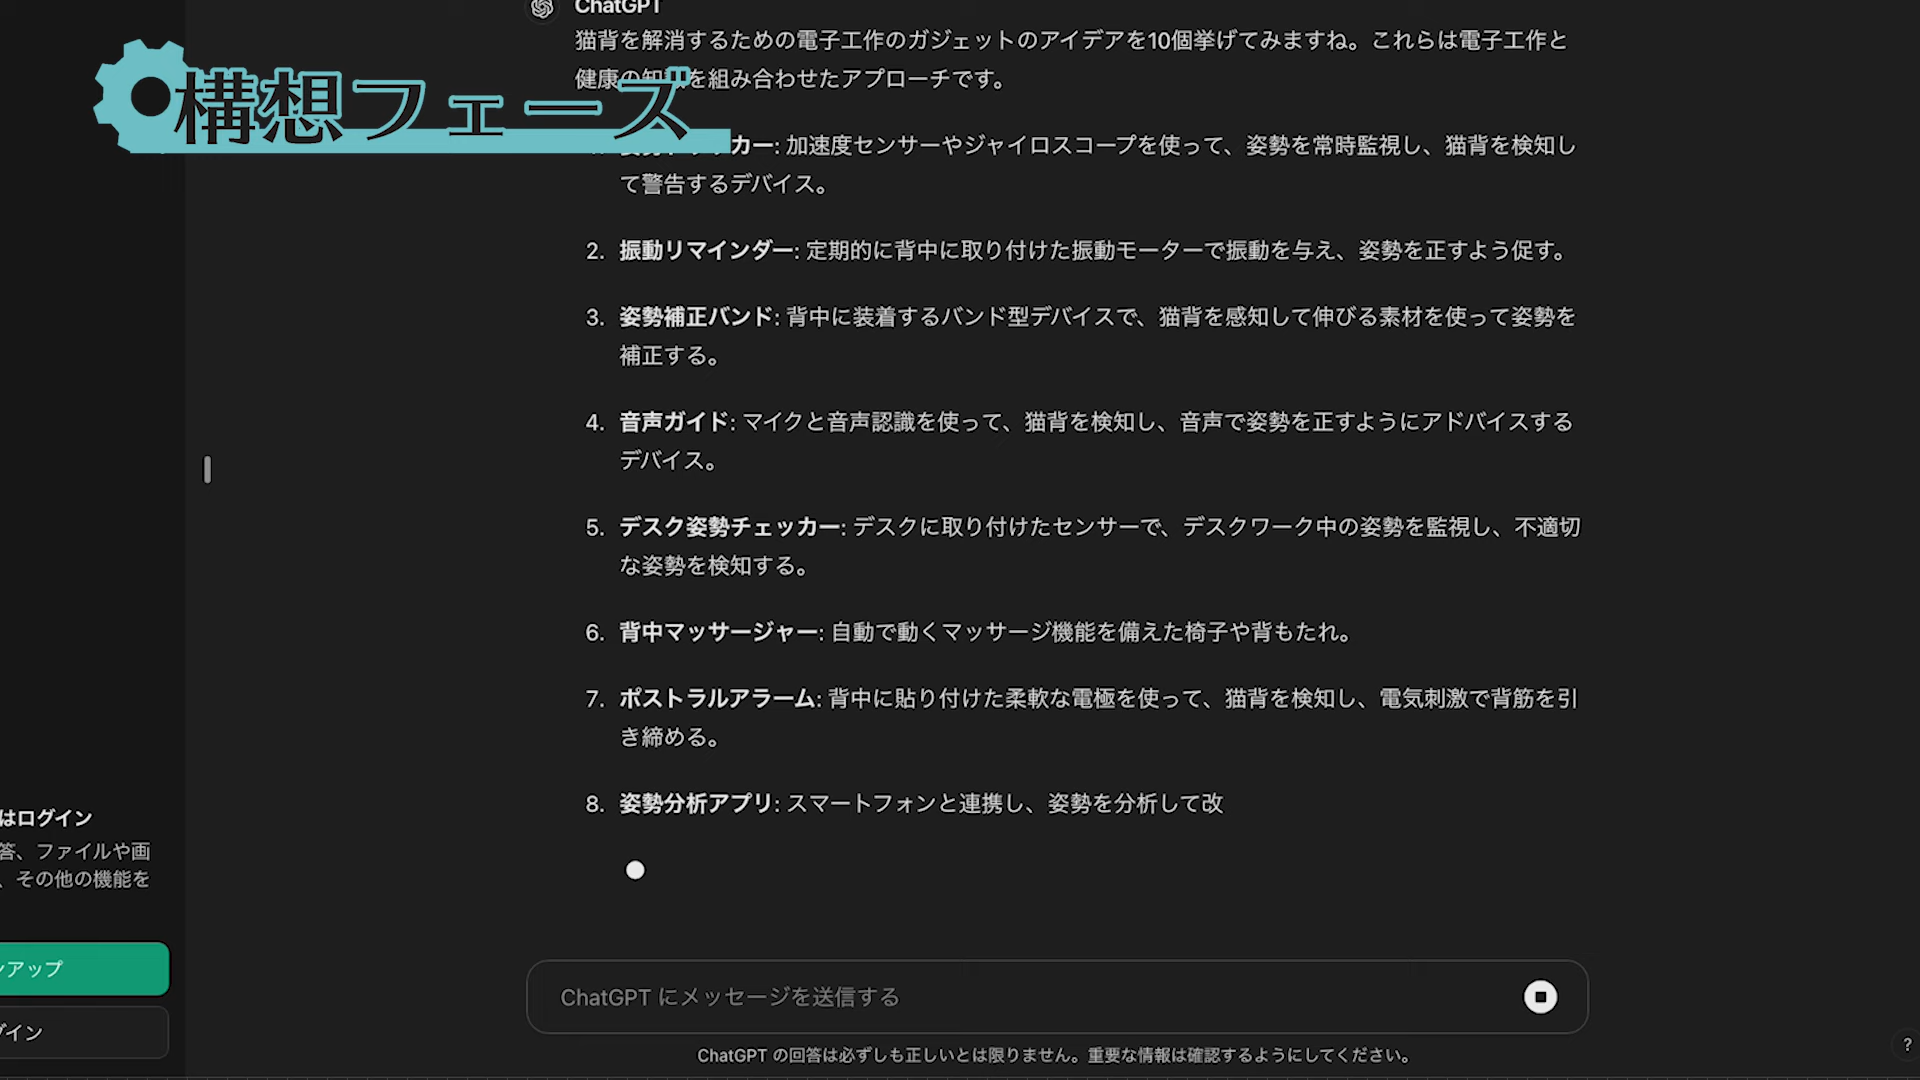 ChatGPT
猫背を解消するための電子工作のガジェットのアイデアを10個挙げてみますね。これらは電子工作と
健康の知識を組み合わせたアプローチです。
構想フェーズ
カー: 加速度センサーやジャイロスコープを使って、姿勢を常時監視し、猫背を検知し
て警告するデバイス。
2. 振動リマインダー: 定期的に背中に取り付けた振動モーターで振動を与え、姿勢を正すよう促す。
3. 姿勢補正バンド: 背中に装着するバンド型デバイスで、猫背を感知して伸びる素材を使って姿勢を
補正する。
4. 音声ガイド: マイクと音声認識を使って、猫背を検知し、音声で姿勢を正すようにアドバイスする
デバイス。
5. デスク姿勢チェッカー: デスクに取り付けたセンサーで、デスクワーク中の姿勢を監視し、不適切
な姿勢を検知する。
6. 背中マッサージャー: 自動で動くマッサージ機能を備えた椅子や背もたれ。
7. ポストラルアラーム: 背中に貼り付けた柔軟な電極を使って、猫背を検知し、電気刺激で背筋を引
き締める。
8. 姿勢分析アプリ: スマートフォンと連携し、姿勢を分析して改
はログイン
答、ファイルや画
、その他の機能を
ンアップ
グイン
ChatGPT にメッセージを送信する
ChatGPT の回答は必ずしも正しいとは限りません。重要な情報は確認するようにしてください。
?